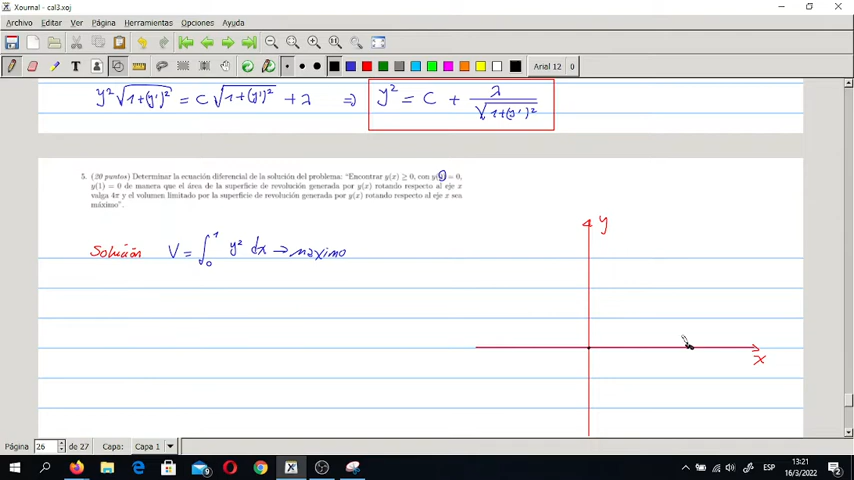 Xournal - cal3.xoj
Archivo Editar Ver Página Herramientas Opciones Ayuda
Arial 12 0
y² √1+(y')² = C √1+(y')² + λ ⇒ y² = C + λ/√1+(y')²
5. (20 puntos) Determinar la ecuación diferencial de la solución del problema: "Encontrar y(x) ≥ 0, con y(0) = 0,
y(1) = 0 de manera que el área de la superficie de revolución generada por y(x) rotando respecto al eje x
valga 4π y el volumen limitado por la superficie de revolución generada por y(x) rotando respecto al eje x sea
máximo".
y
Solución V = ∫₀¹ y² dx → maximo
x
Página 26 de 27 Capa: Capa 1
ESP 13:21 16/3/2022 2